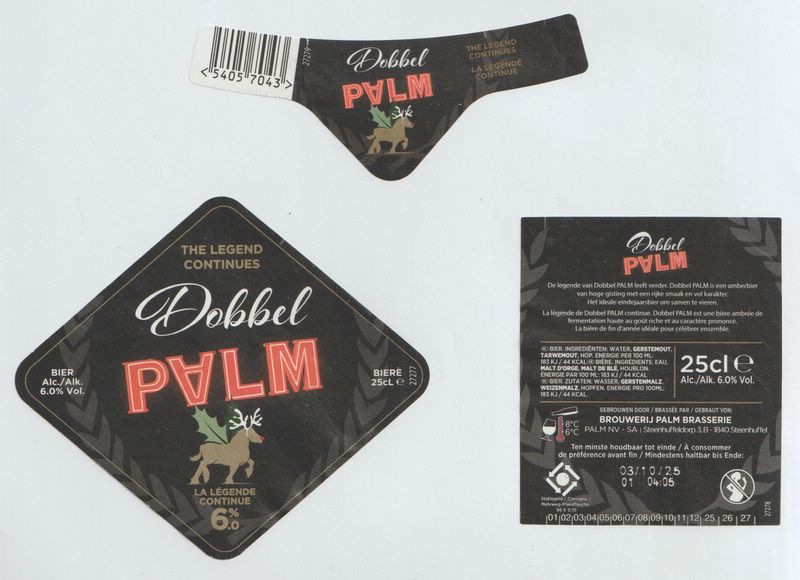 <5405 7043>
27279
Dobbel
PALM
THE LEGEND
CONTINUES
LA LÉGENDE
CONTINUE
THE LEGEND
CONTINUES
Dobbel
PALM
BIER
Alc./Alk.
6.0% Vol.
BIERE
25cL e
27277
LA LÉGENDE
CONTINUE
6.0%
Dobbel
PALM
De legende van Dobbel PALM leeft verder. Dobbel PALM is een amberbier
van hoge gisting met een rijke smaak en vol karakter.
Het ideale eindejaarsbier om samen te vieren.
La légende de Dobbel PALM continue. Dobbel PALM est une bière ambrée de
fermentation haute au goût riche et au caractère prononcé.
La bière de fin d'année idéale pour célébrer ensemble.
BIER. INGREDIENTEN: WATER, GERSTEMOUT,
TARWEMOUT, HOP. ENERGIE PER 100 ML:
183 KJ / 44 KCAL. BIÈRE. INGREDIENTS: EAU,
MALT D'ORGE, MALT DE BLÉ, HOUBLON.
ENERGIE PAR 100 ML: 183 KJ / 44 KCAL
BIER. ZUTATEN: WASSER, GERSTENMALZ,
WEIZENMALZ, HOPFEN. ENERGIE PRO 100ML:
183 KJ / 44 KCAL.
25cl e
Alc./Alk. 6.0% Vol.
8°C
6°C
GEBROUWEN DOOR / BRASSÉE PAR / GEBRAUT VON:
BROUWERIJ PALM BRASSERIE
PALM NV - SA | Steenhuffeldorp 3, B - 1840 Steenhuffel
Ten minste houdbaar tot einde / À consommer
de préférence avant fin / Mindestens haltbar bis Ende:
03/10/25
01 04:05
Statiegeld / Consigne /
Mehrweg-Pfandflasche
BE € 0,10
27278
01 02 03 04 05 06 07 08 09 10 11 12 25 26 27